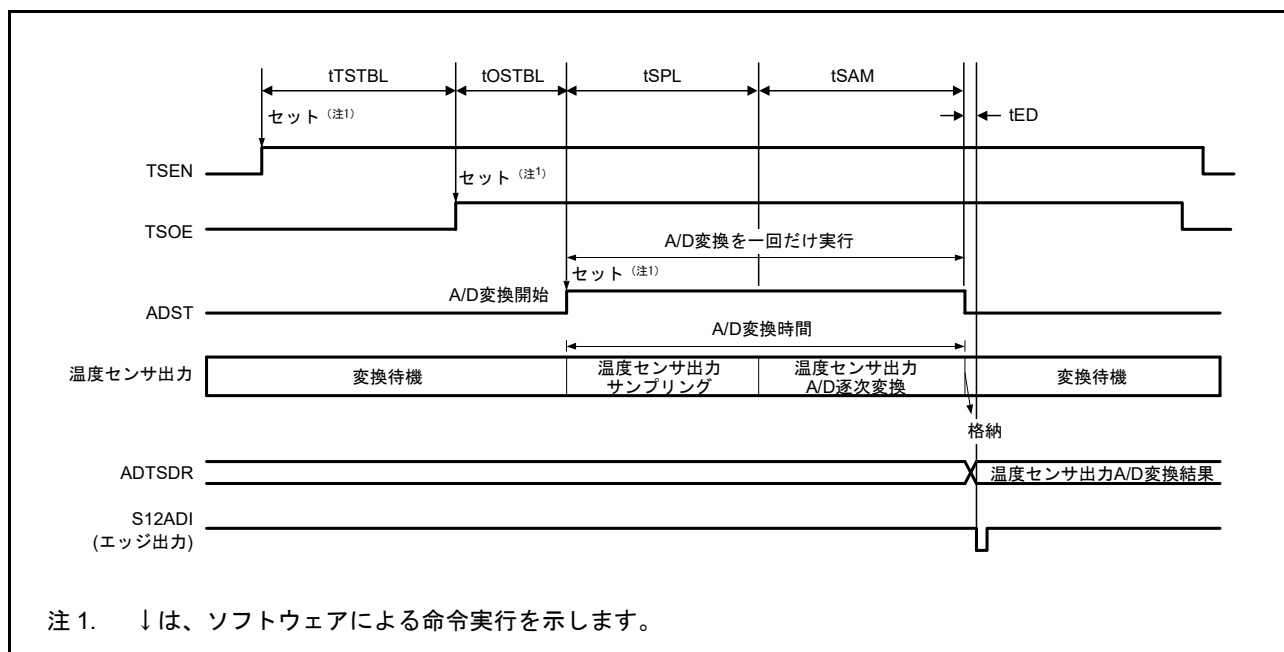 tTSTBL tOSTBL tSPL tSAM
tED
セット（注1）
TSEN
セット（注1）
TSOE
A/D変換を一回だけ実行
セット（注1）
A/D変換開始
ADST
A/D変換時間
温度センサ出力
変換待機
温度センサ出力
サンプリング
温度センサ出力
A/D逐次変換
変換待機
格納
ADTSDR
温度センサ出力A/D変換結果
S12ADI
(エッジ出力)
注 1. ↓は、ソフトウェアによる命令実行を示します。